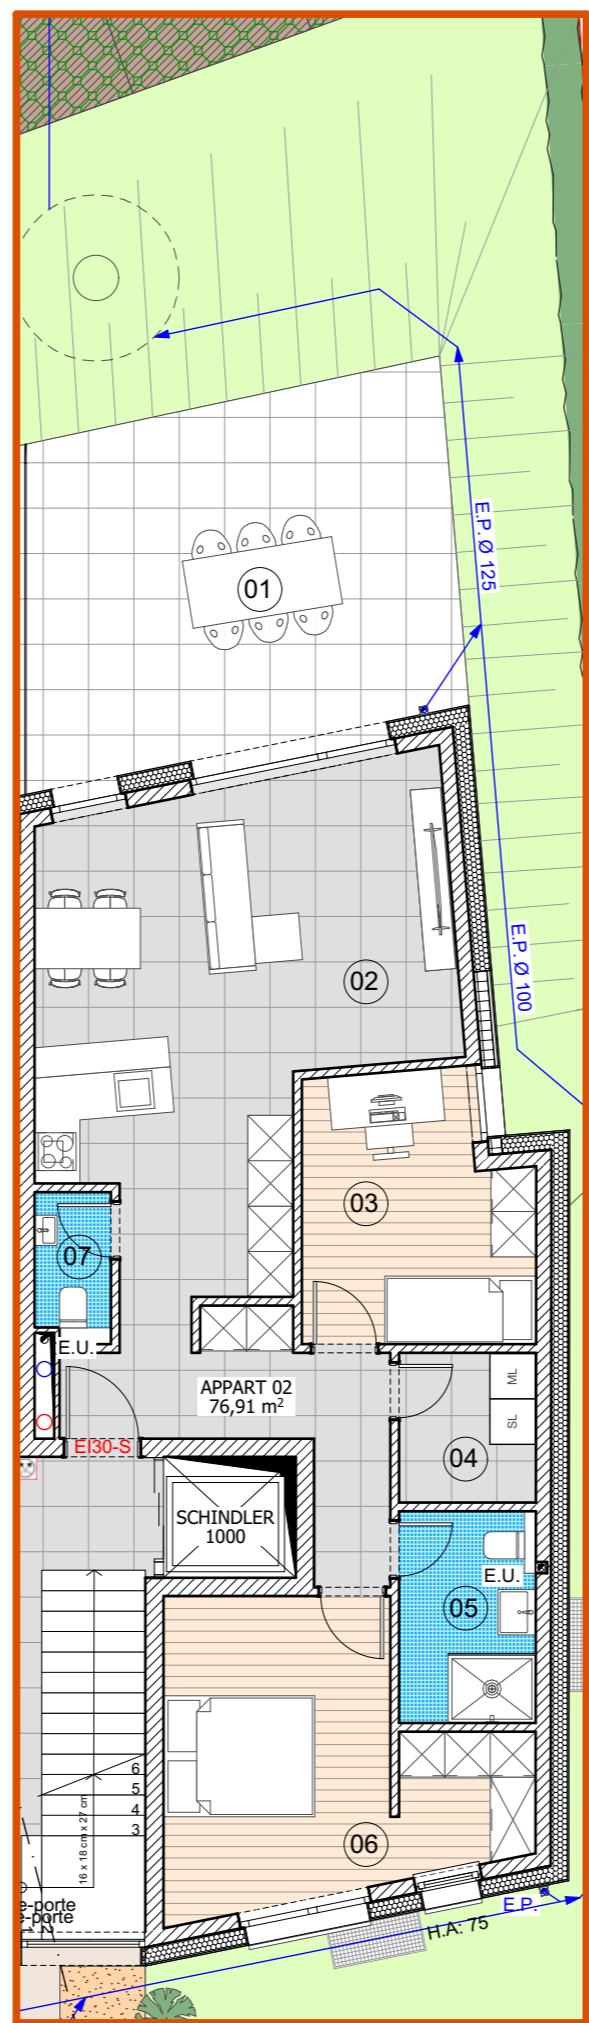 E.P. Ø 125
01
E.P. Ø 100
02
03
07
E.U.
APPART 02
76,91 m²
ML
SL
04
EI30-S
SCHINDLER
1000
E.U.
05
6
5
4
3
16 x 18 cm x 27 cm
06
e-porte
e-porte
E.P.
H.A: 75